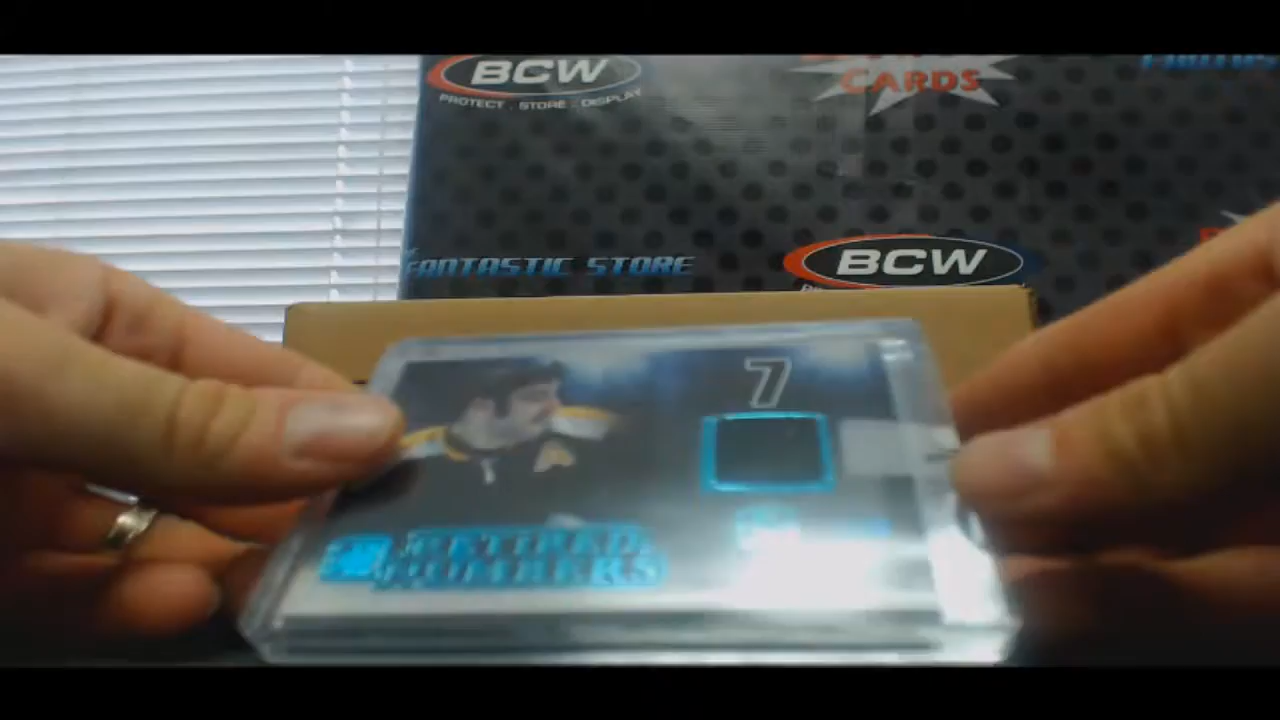 BCW
PROTECT . STORE . DISPLAY
CARDS
FANTASTIC STORE
BCW
7
RETIRED
NUMBERS